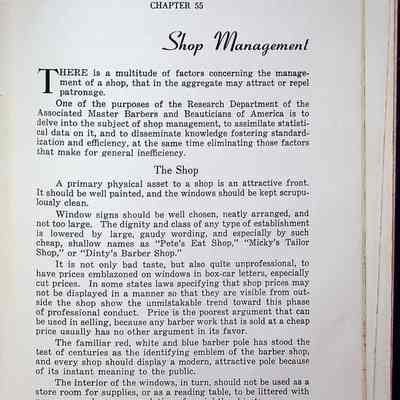 CHAPTER 55
Shop Management
THERE is a multitude of factors concerning the manage-
ment of a shop, that in the aggregate may attract or repel
patronage.
One of the purposes of the Research Department of the
Associated Master Barbers and Beauticians of America is to
delve into the subject of shop management, to assimilate statisti-
cal data on it, and to disseminate knowledge fostering standard-
ization and efficiency, at the same time eliminating those factors
that make for general inefficiency.
The Shop
A primary physical asset to a shop is an attractive front.
It should be well painted, and the windows should be kept scrupu-
lously clean.
Window signs should be well chosen, neatly arranged, and
not too large. The dignity and class of any type of establishment
is lowered by large, gaudy wording, and especially by such
cheap, shallow names as "Pete's Eat Shop," "Micky's Tailor
Shop," or "Dinty's Barber Shop."
It is not only bad taste, but also quite unprofessional, to
have prices emblazoned on windows in box-car letters, especially
cut prices. In some states laws specifying that shop prices may
not be displayed in a manner so that they are visible from out-
side the shop show the unmistakable trend toward this phase
of professional conduct. Price is the poorest argument that can
be used in selling, because any barber work that is sold at a cheap
price usually has no other argument in its favor.
The familiar red, white and blue barber pole has stood the
test of centuries as the identifying emblem of the barber shop,
and every shop should display a modern, attractive pole because
of its instant meaning to the public.
The Interior of the windows, in turn, should not be used as a
store room for supplies, or as a reading table, to be littered with